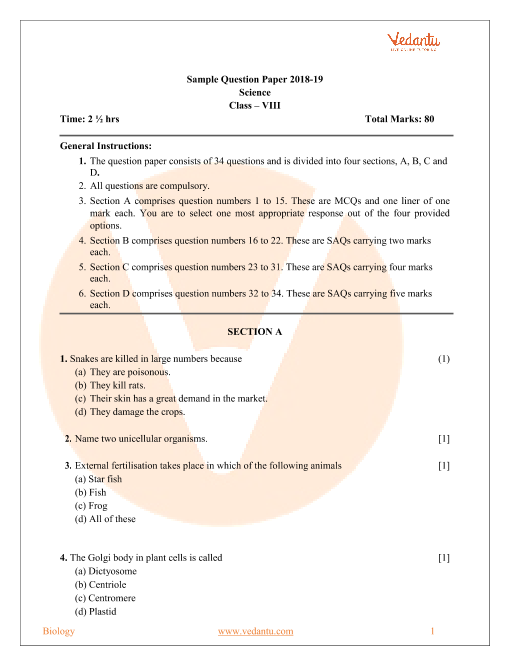 Vedantu
Sample Question Paper 2018-19
Science
Class – VIII
Time: 2 ½ hrs Total Marks: 80
General Instructions:
1. The question paper consists of 34 questions and is divided into four sections, A, B, C and
D.
2. All questions are compulsory.
3. Section A comprises question numbers 1 to 15. These are MCQs and one liner of one
mark each. You are to select one most appropriate response out of the four provided
options.
4. Section B comprises question numbers 16 to 22. These are SAQs carrying two marks
each.
5. Section C comprises question numbers 23 to 31. These are SAQs carrying four marks
each.
6. Section D comprises question numbers 32 to 34. These are SAQs carrying five marks
each.
SECTION A
1. Snakes are killed in large numbers because (1)
(a) They are poisonous.
(b) They kill rats.
(c) Their skin has a great demand in the market.
(d) They damage the crops.
2. Name two unicellular organisms. [1]
3. External fertilisation takes place in which of the following animals [1]
(a) Star fish
(b) Fish
(c) Frog
(d) All of these
4. The Golgi body in plant cells is called [1]
(a) Dictyosome
(b) Centriole
(c) Centromere
(d) Plastid
Biology www.vedantu.com 1